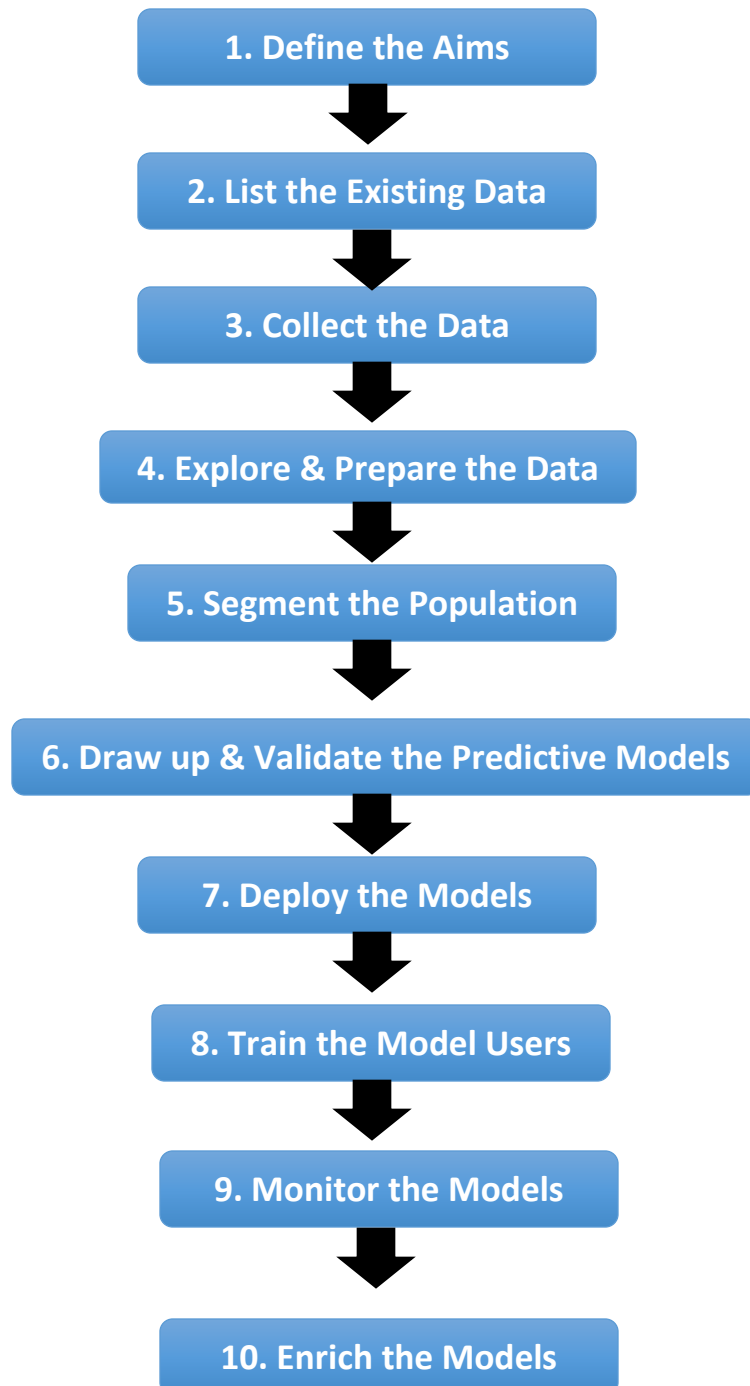 1. Define the Aims
2. List the Existing Data
3. Collect the Data
4. Explore & Prepare the Data
5. Segment the Population
6. Draw up & Validate the Predictive Models
7. Deploy the Models
8. Train the Model Users
9. Monitor the Models
10. Enrich the Models